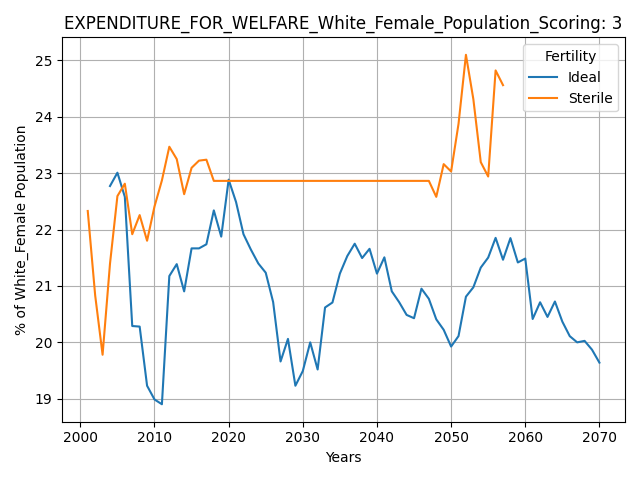 EXPENDITURE_FOR_WELFARE_White_Female_Population_Scoring: 3
Fertility
Ideal
Sterile
% of White_Female Population
25
24
23
22
21
20
19
2000 2010 2020 2030 2040 2050 2060 2070
Years